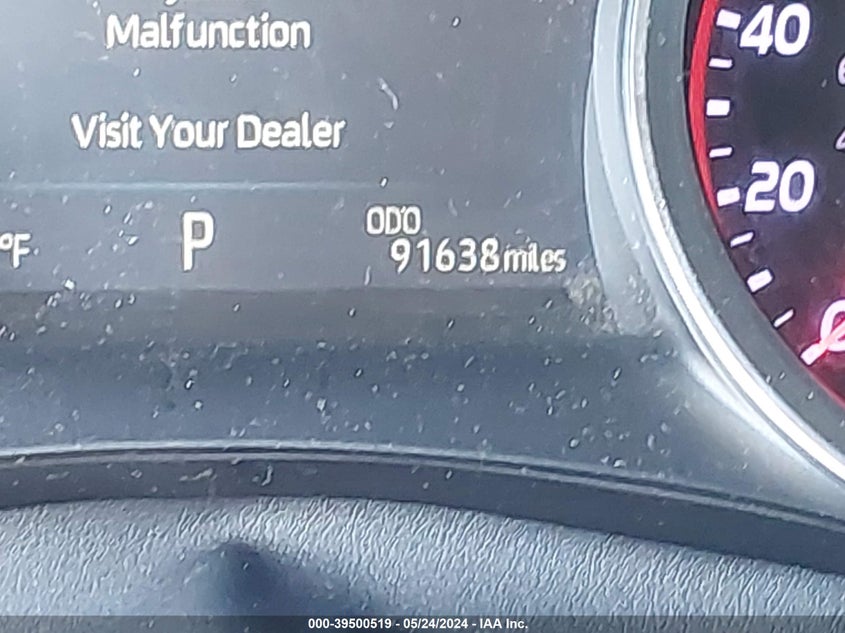 Malfunction
Visit Your Dealer
°F
P
ODO
91638 miles
40
20
000-39500519 - 05/24/2024 - IAA Inc.